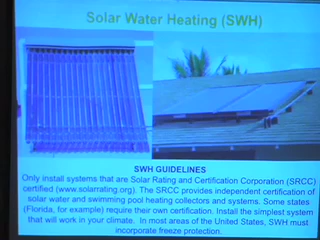 Solar Water Heating (SWH)
SWH GUIDELINES
Only install systems that are Solar Rating and Certification Corporation (SRCC)
certified (www.solarrating.org). The SRCC provides independent certification of
solar water and swimming pool heating collectors and systems. Some states
(Florida, for example) require their own certification. Install the simplest system
that will work in your climate. In most areas of the United States, SWH must
incorporate freeze protection.